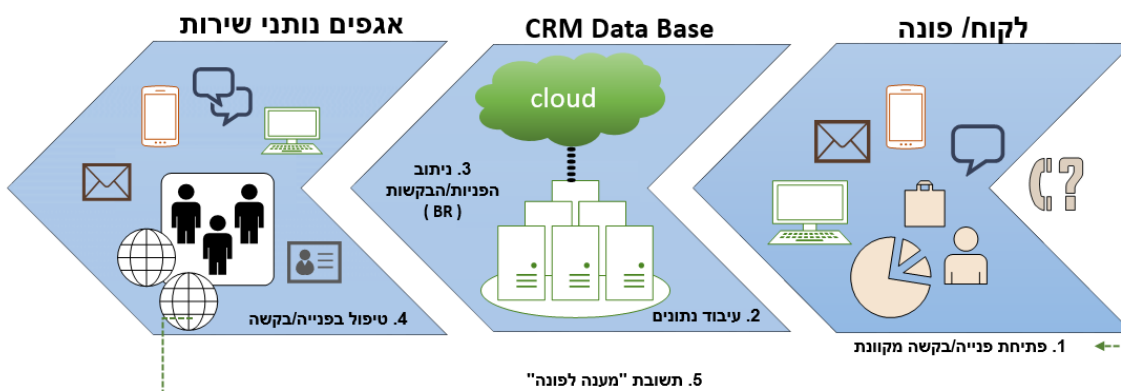 לקוח/ פונה
CRM Data Base
אגפים נותני שירות
cloud
3. ניתוב
הפניות/הבקשות
( BR )
2. עיבוד נתונים
4. טיפול בפנייה/בקשה
1. פתיחת פנייה/בקשה מקוונת
5. תשובת "מענה לפונה"